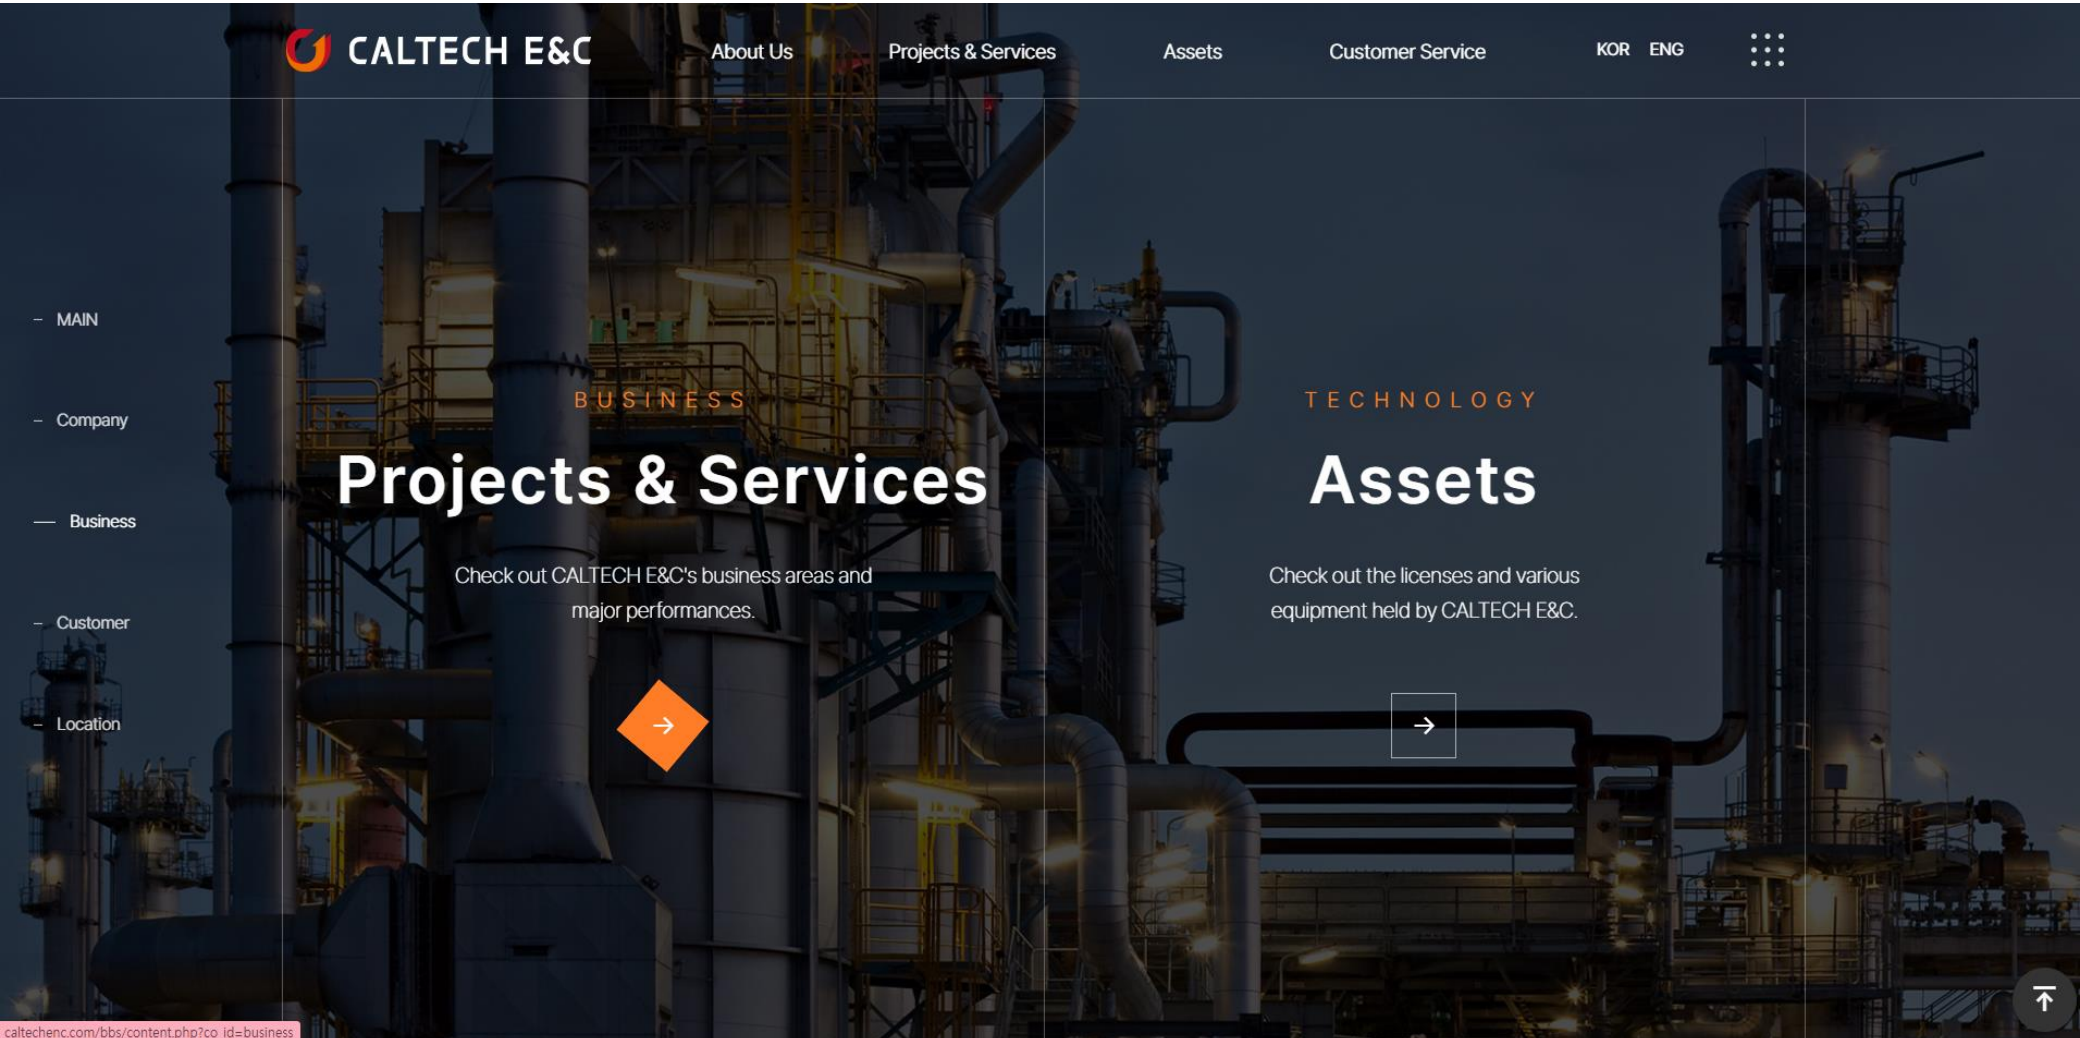 CALTECH E&C
About Us
Projects & Services
Assets
Customer Service
KOR ENG
MAIN
Company
Business
Customer
Location
BUSINESS
Projects & Services
Check out CALTECH E&C's business areas and
major performances.
TECHNOLOGY
Assets
Check out the licenses and various
equipment held by CALTECH E&C.
caltechenc.com/bbs/content.php?co_id=business